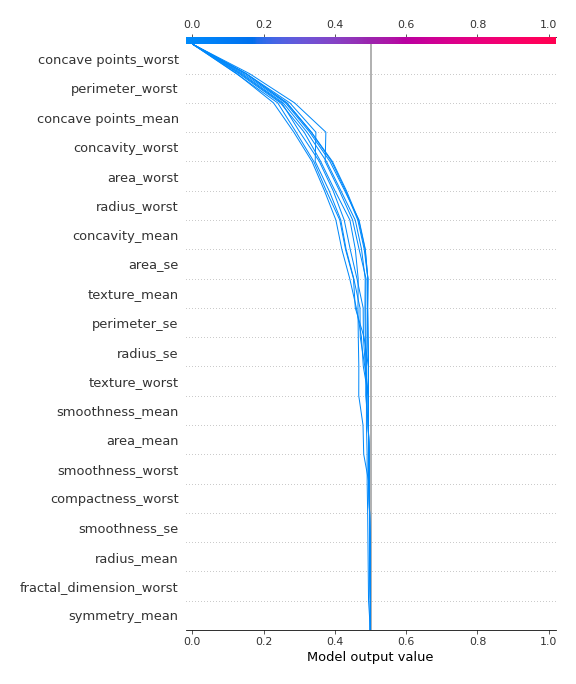 0.0 0.2 0.4 0.6 0.8 1.0
concave points_worst
perimeter_worst
concave points_mean
concavity_worst
area_worst
radius_worst
concavity_mean
area_se
texture_mean
perimeter_se
radius_se
texture_worst
smoothness_mean
area_mean
smoothness_worst
compactness_worst
smoothness_se
radius_mean
fractal_dimension_worst
symmetry_mean
0.0 0.2 0.4 0.6 0.8 1.0
Model output value